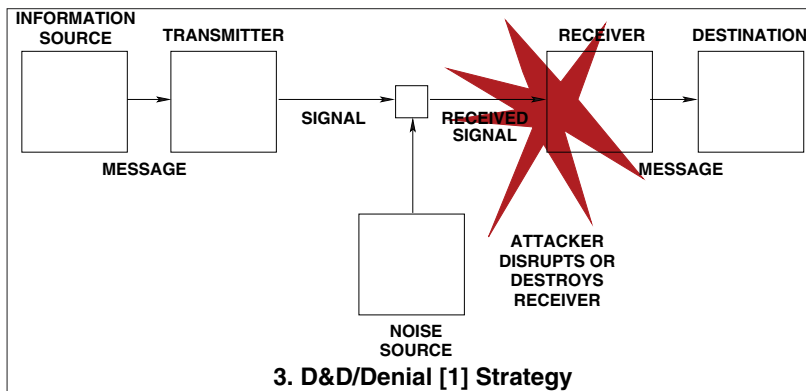 INFORMATION
SOURCE
TRANSMITTER
RECEIVER
DESTINATION
SIGNAL
RECEIVED
SIGNAL
MESSAGE
MESSAGE
ATTACKER
DISRUPTS OR
DESTROYS
RECEIVER
NOISE
SOURCE
3. D&D/Denial [1] Strategy